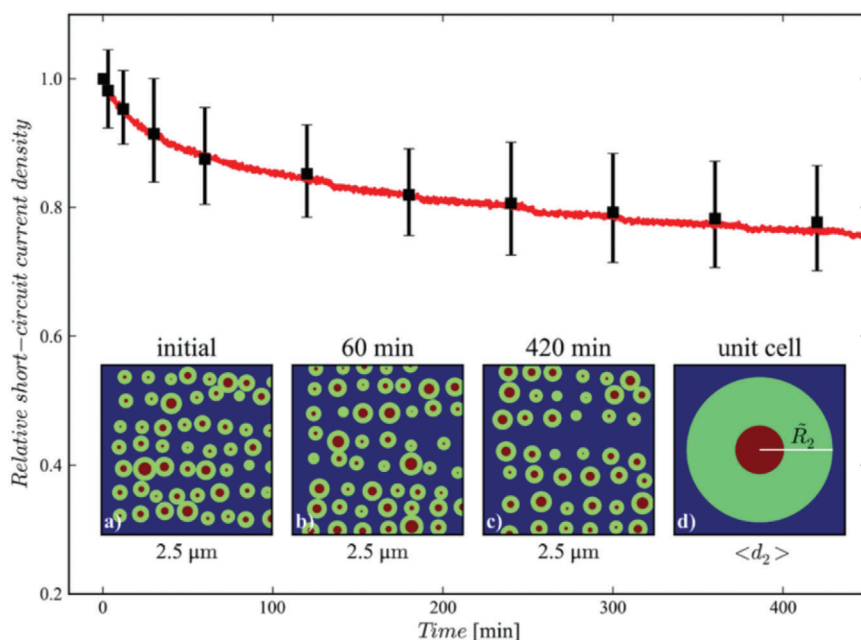 Relative short-circuit current density
1.0
0.8
0.6
0.4
0.2
initial
60 min
420 min
unit cell
R̃₂
a)
b)
c)
d)
2.5 μm
2.5 μm
2.5 μm
<d₂>
0
100
200
300
400
Time [min]